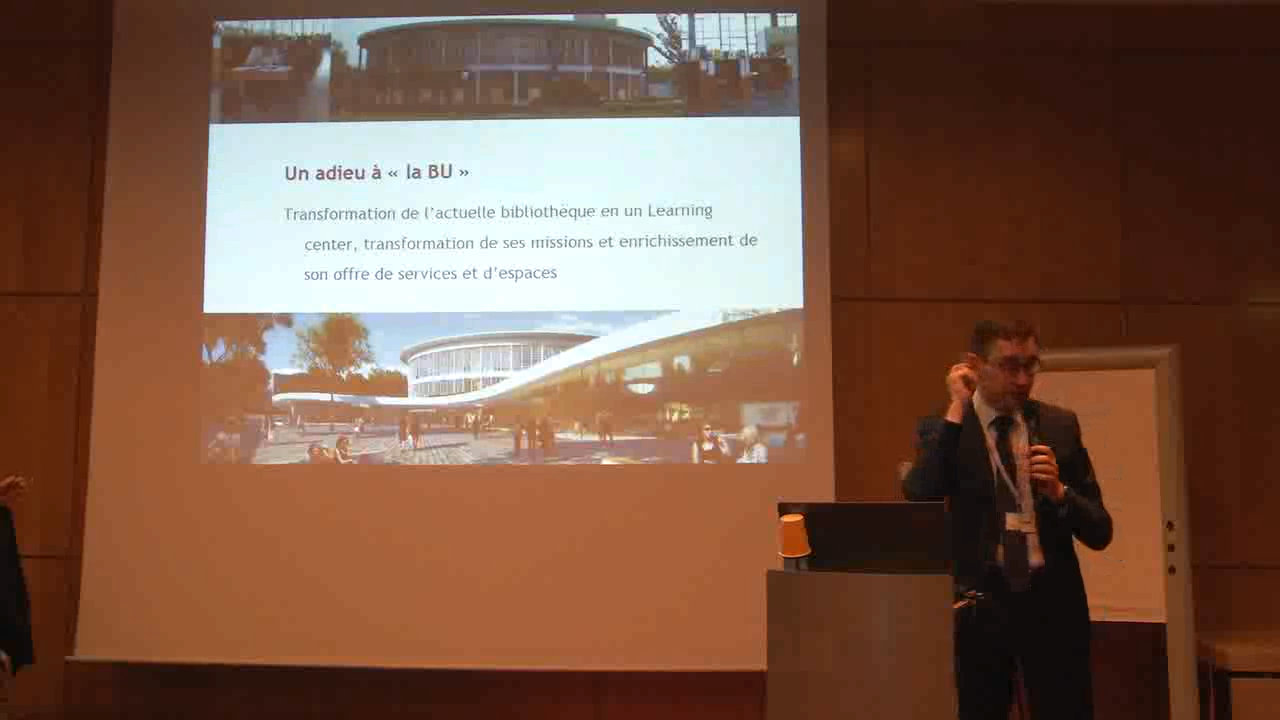 Un adieu à « la BU »
Transformation de l'actuelle bibliothèque en un Learning
center, transformation de ses missions et enrichissement de
son offre de services et d'espaces